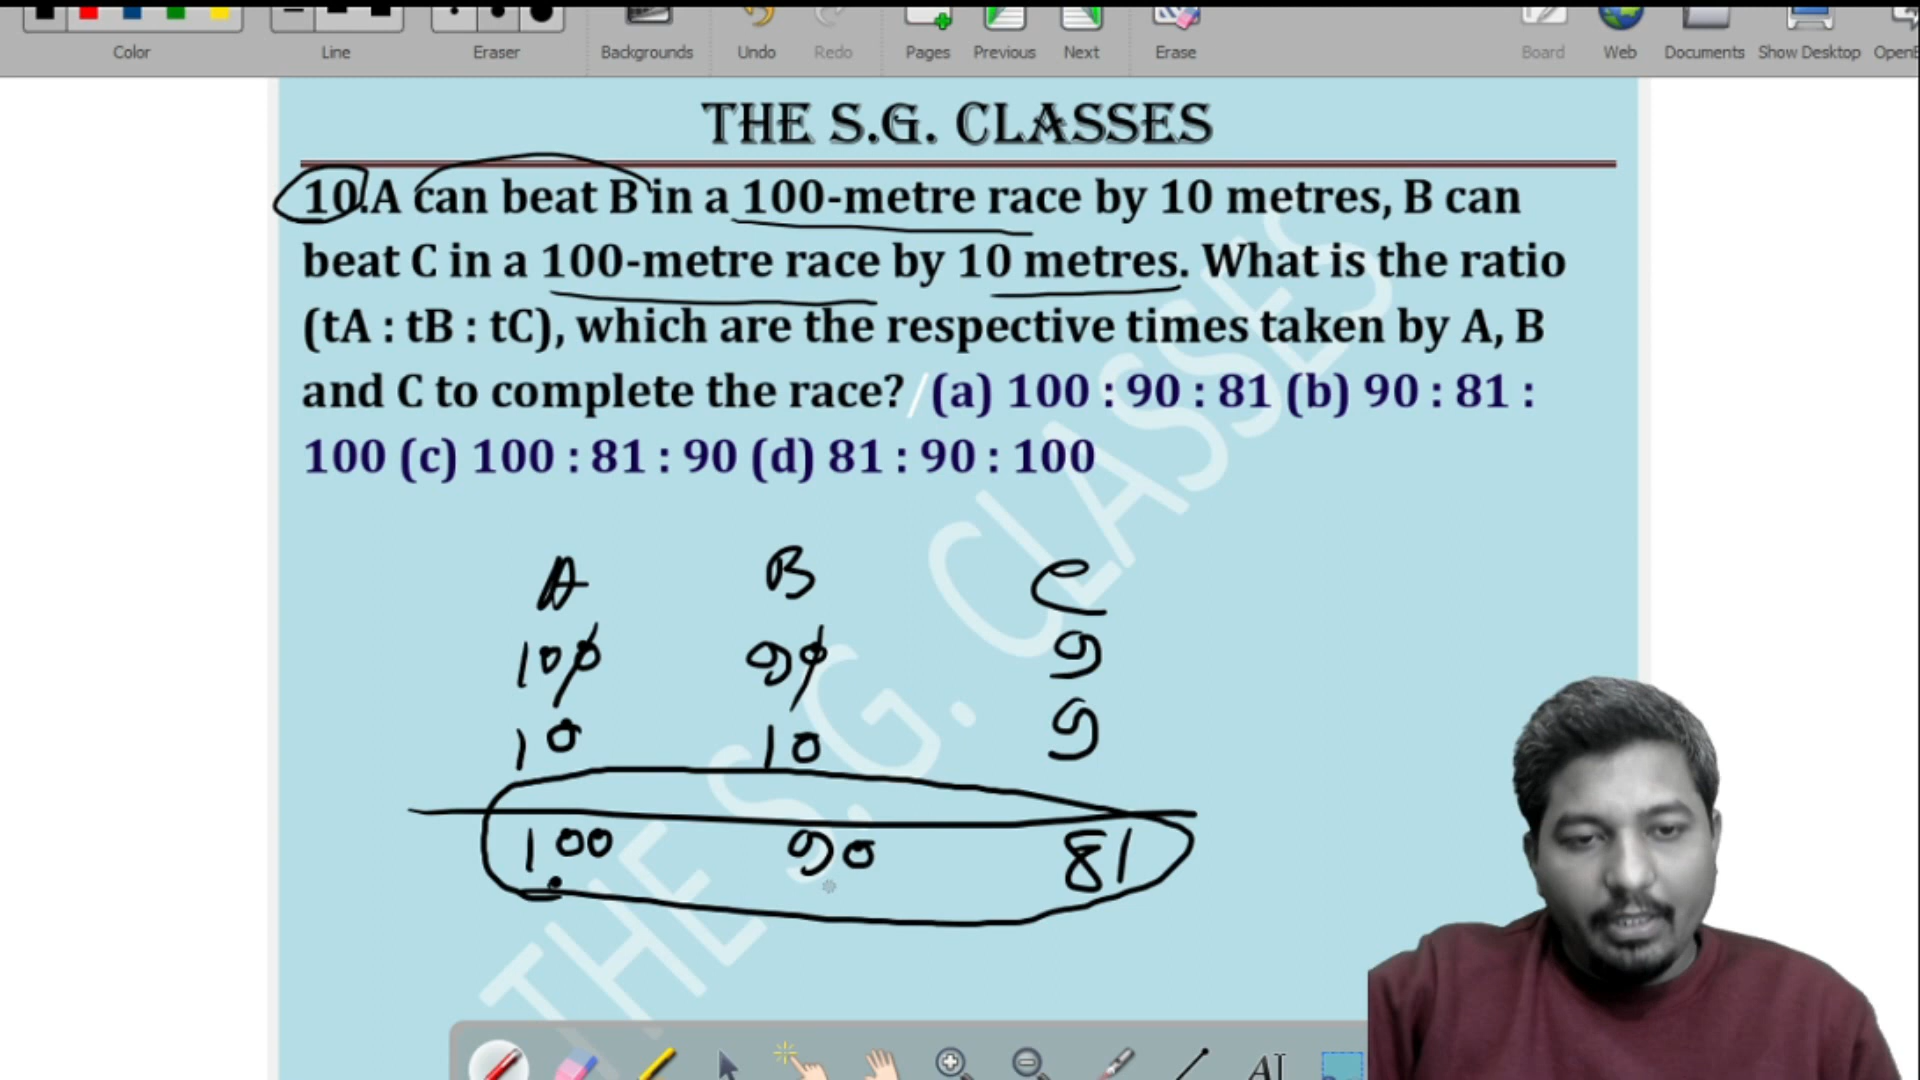 Color Line Eraser Backgrounds Undo Redo Pages Previous Next Erase Board Web Documents Show Desktop
THE S.G. CLASSES
10.A can beat B in a 100-metre race by 10 metres, B can
beat C in a 100-metre race by 10 metres. What is the ratio
(tA : tB : tC), which are the respective times taken by A, B
and C to complete the race? (a) 100 : 90 : 81 (b) 90 : 81 :
100 (c) 100 : 81 : 90 (d) 81 : 90 : 100
THE S.G. CLASSES
A B C
100 90 9
10 10 9
100 90 81
AI